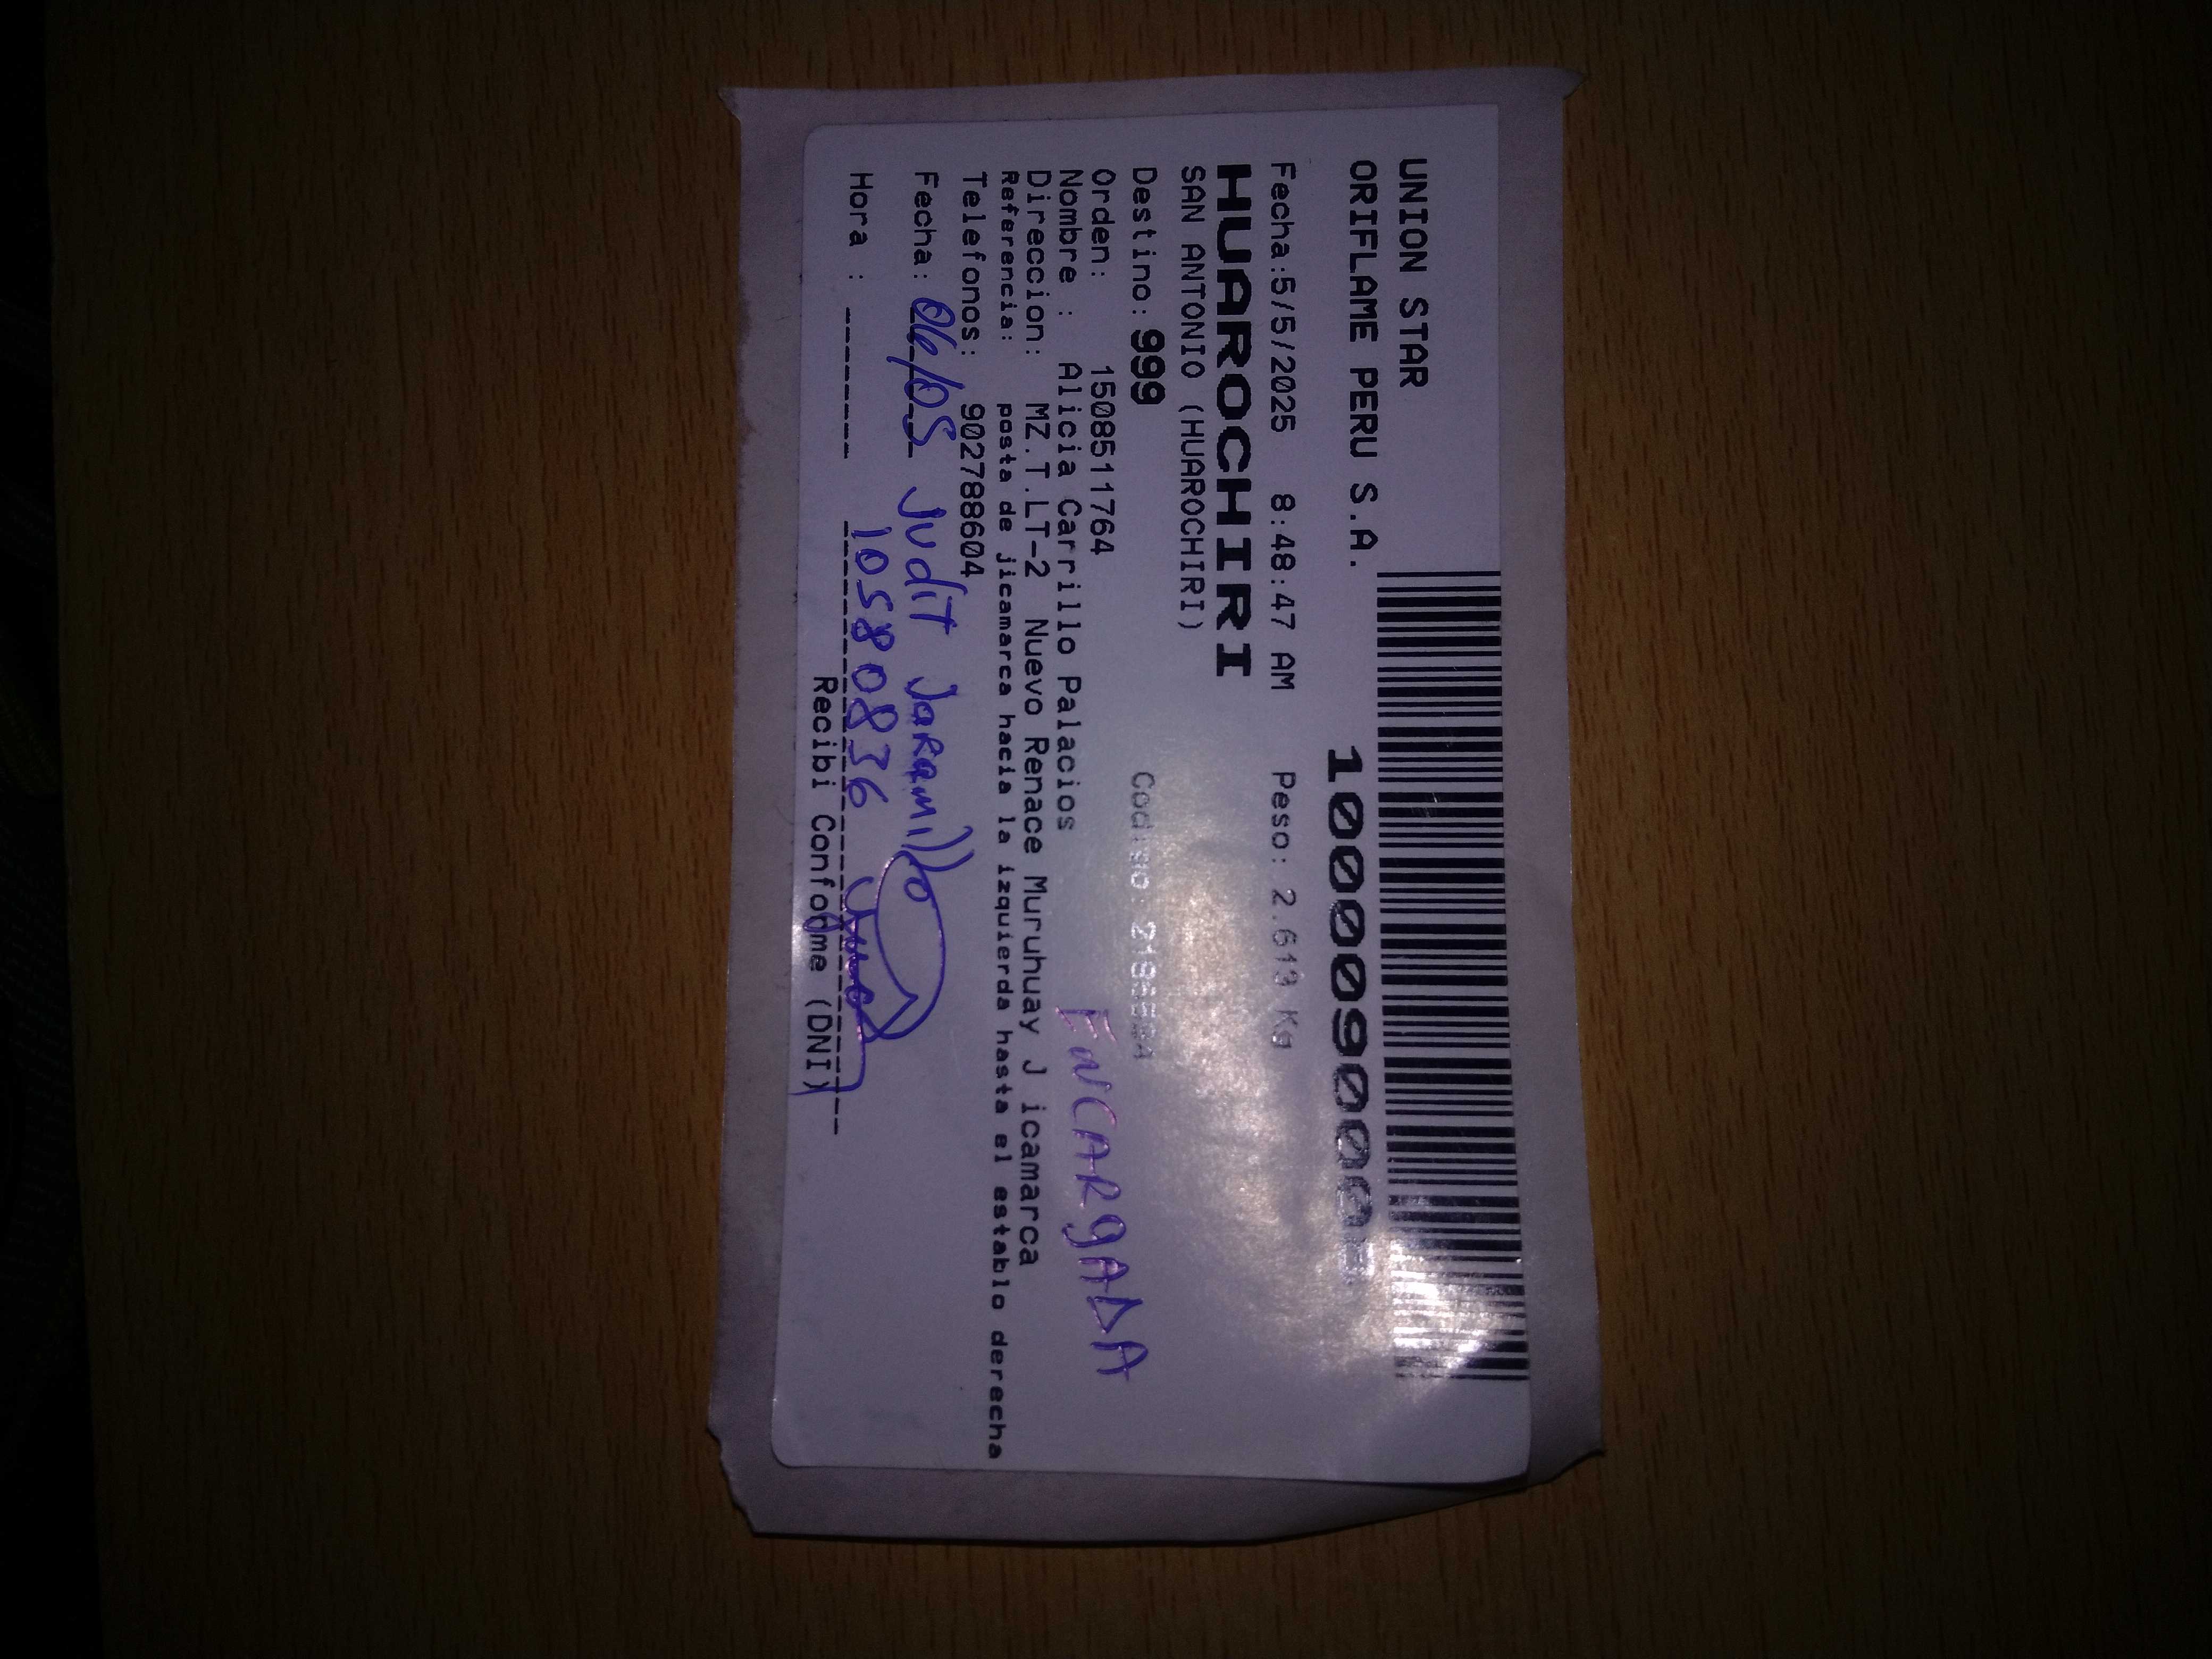 UNION STAR
ORIFLAME PERU S.A.
Fecha:5/5/2025 8:48:47 AM Peso: 2.613 Kg
HUAROCHIRI
SAN ANTONIO (HUAROCHIRI)
Destino: 999
Orden: 1508511764
Nombre : Alicia Carrillo Palacios
ENCARGADA
Direccion: MZ.T.LT-2 Nuevo Renace Muruhuay J icamarca
Referencia: posta de jicamarca hacia la izquierda hasta el establo derecha
Telefonos: 902788604
Fecha: 06/05 Judit Jaramillo
Hora : 10580836
Recibi Conforme (DNI)